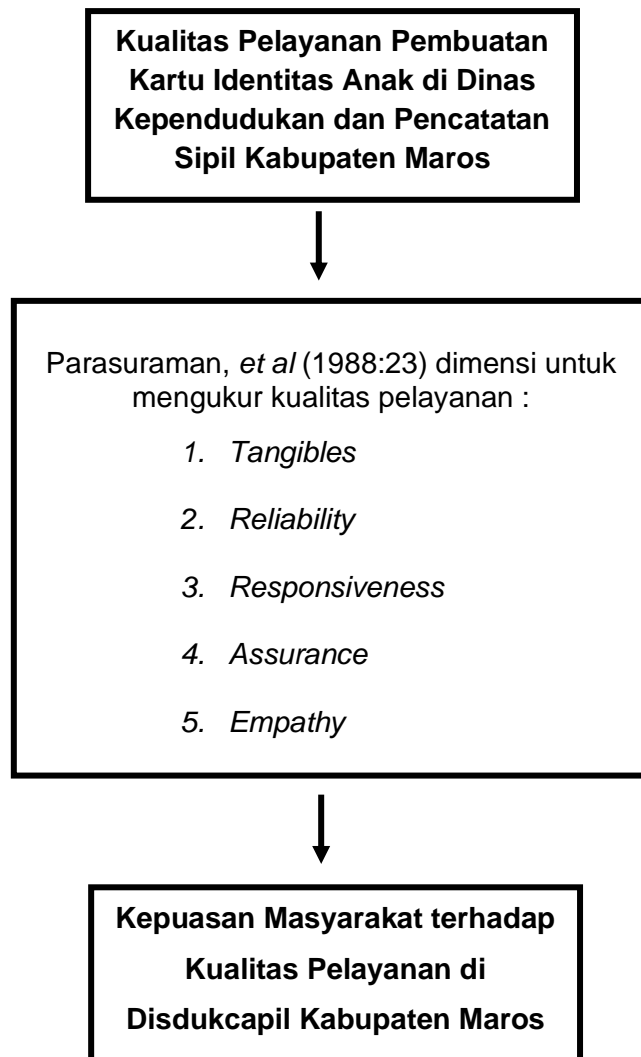 Kualitas Pelayanan Pembuatan
Kartu Identitas Anak di Dinas
Kependudukan dan Pencatatan
Sipil Kabupaten Maros
Parasuraman, et al (1988:23) dimensi untuk
mengukur kualitas pelayanan :
1. Tangibles
2. Reliability
3. Responsiveness
4. Assurance
5. Empathy
Kepuasan Masyarakat terhadap
Kualitas Pelayanan di
Disdukcapil Kabupaten Maros